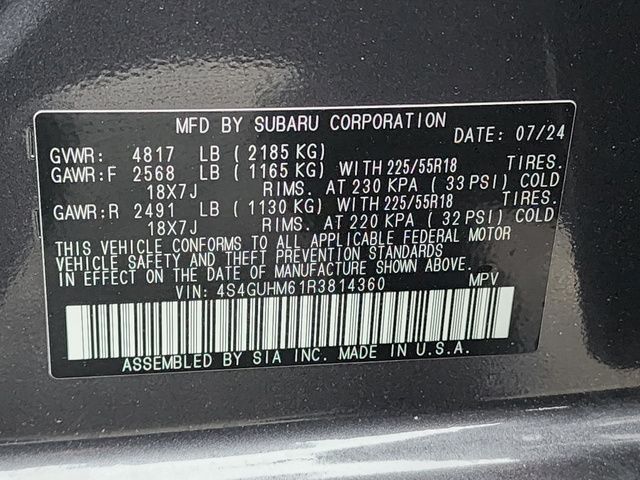 MFD BY SUBARU CORPORATION DATE: 07/24
GVWR: 4817 LB (2185 KG)
GAWR:F 2568 LB (1165 KG) WITH 225/55R18 TIRES.
18X7J RIMS. AT 230 KPA (33 PSI) COLD
GAWR:R 2491 LB (1130 KG) WITH 225/55R18 TIRES.
18X7J RIMS. AT 220 KPA (32 PSI) COLD
THIS VEHICLE CONFORMS TO ALL APPLICABLE FEDERAL MOTOR
VEHICLE SAFETY AND THEFT PREVENTION STANDARDS
IN EFFECT ON THE DATE OF MANUFACTURE SHOWN ABOVE.
VIN: 4S4GUHM61R3814360 MPV
ASSEMBLED BY SIA INC. MADE IN U.S.A.